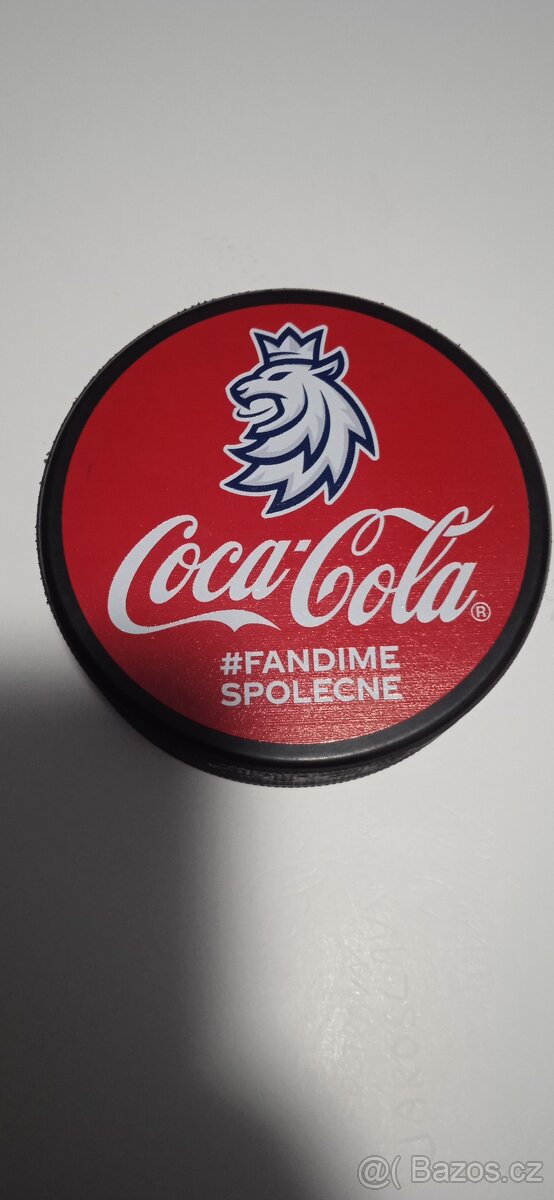 Coca-Cola®
#FANDIME
SPOLECNE
@( Bazos.cz